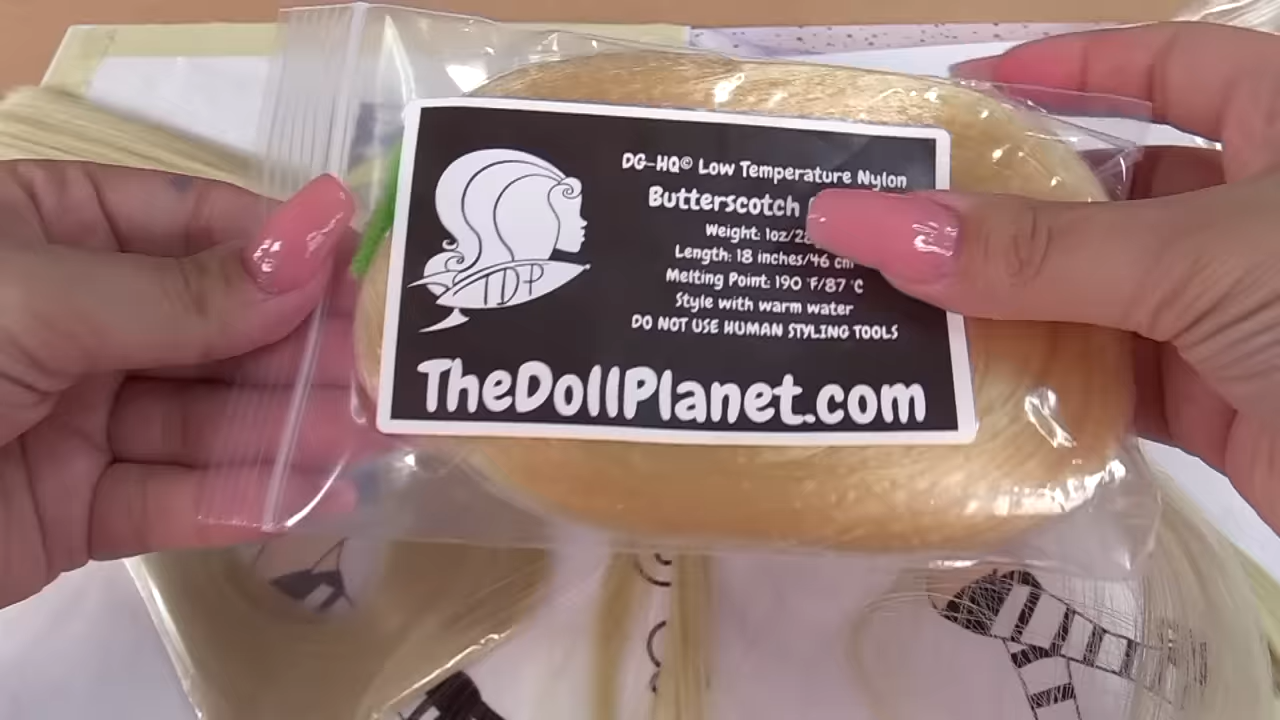 DG-HQ© Low Temperature Nylon
Butterscotch
Weight: 1oz/28
Length: 18 inches/46 cm
Melting Point: 190 °F/87 °C
Style with warm water
DO NOT USE HUMAN STYLING TOOLS
TDP
TheDollPlanet.com